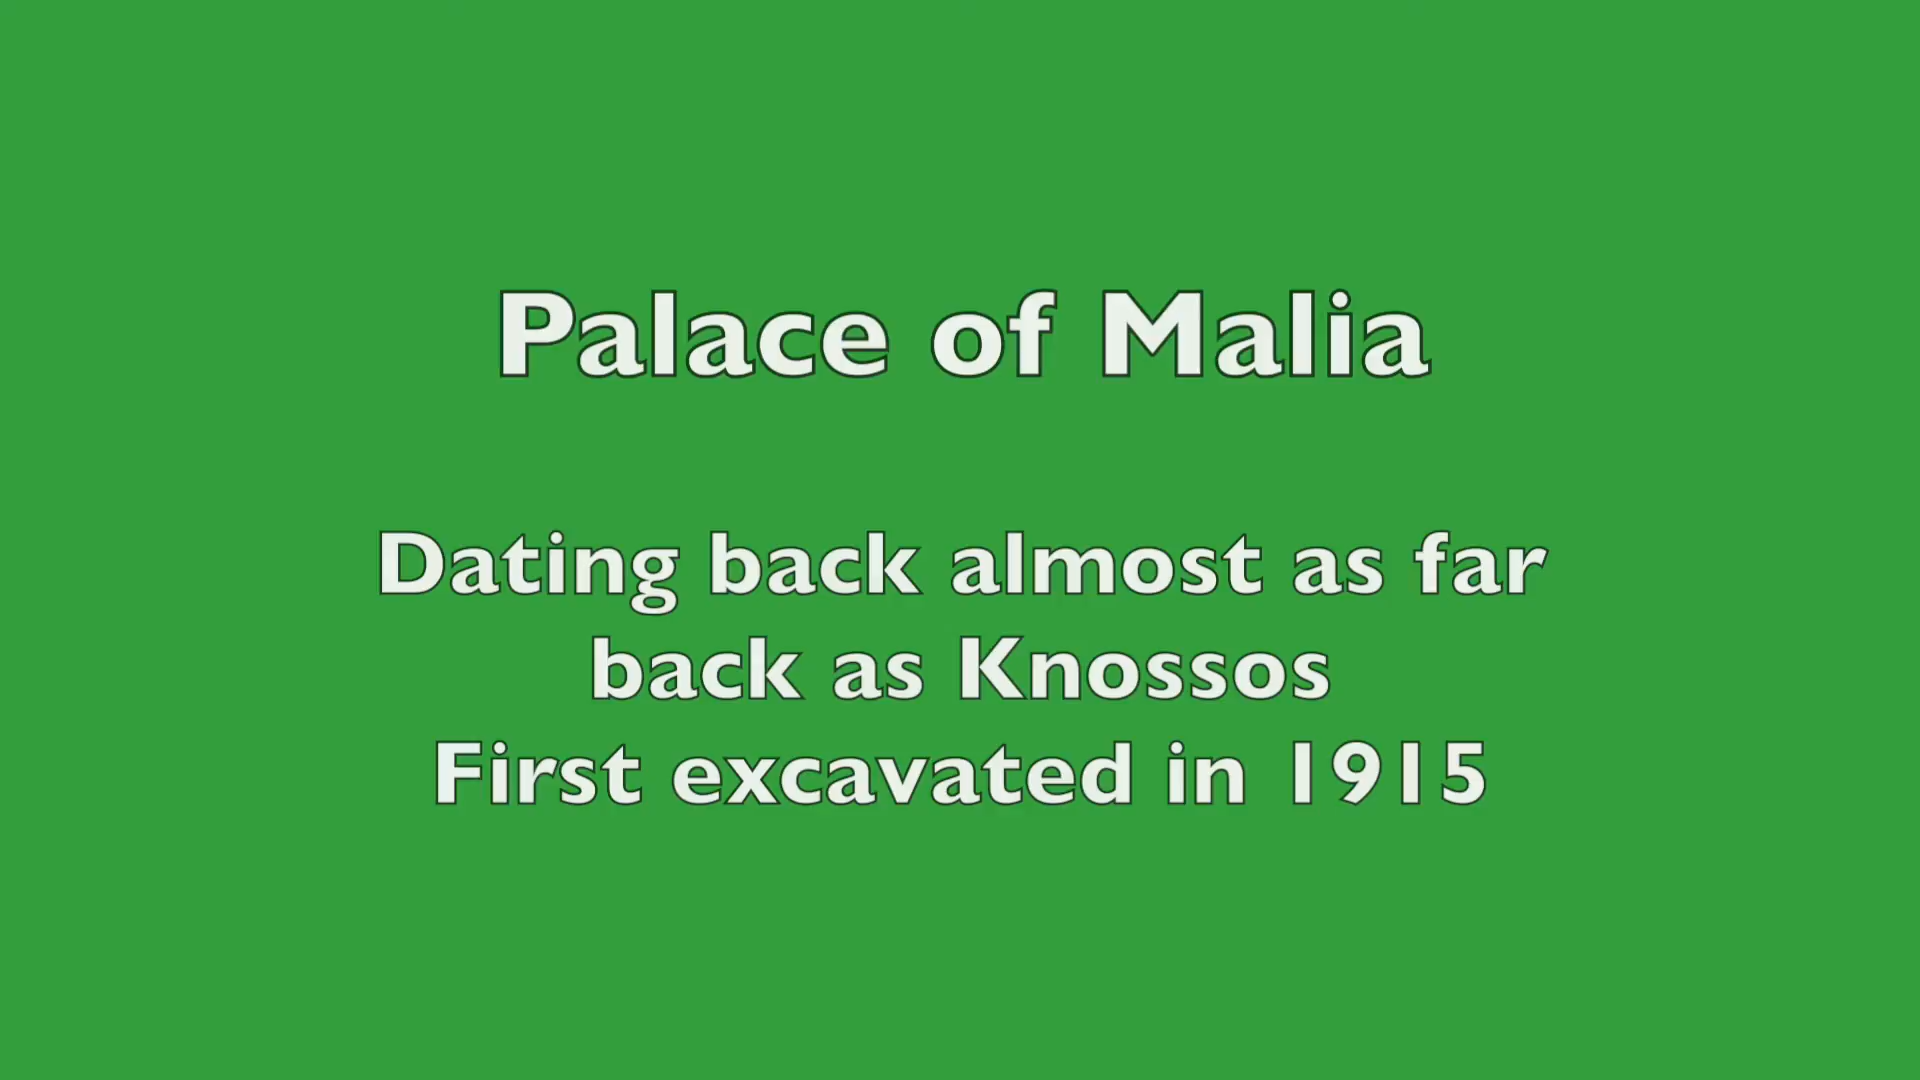 Palace of Malia
Dating back almost as far
back as Knossos
First excavated in 1915